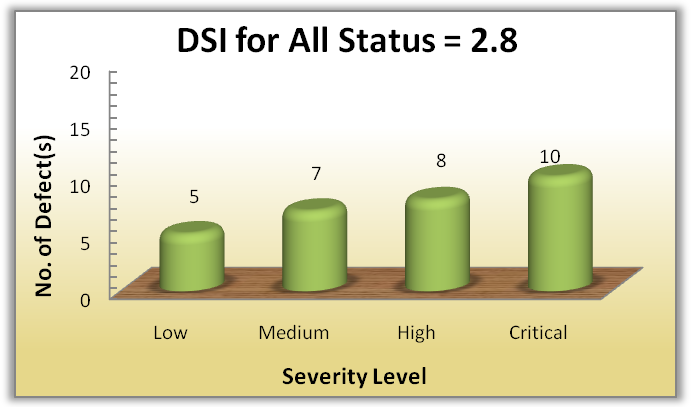 DSI for All Status = 2.8
No. of Defect(s)
20
15
10
5
0
5
7
8
10
Low Medium High Critical
Severity Level